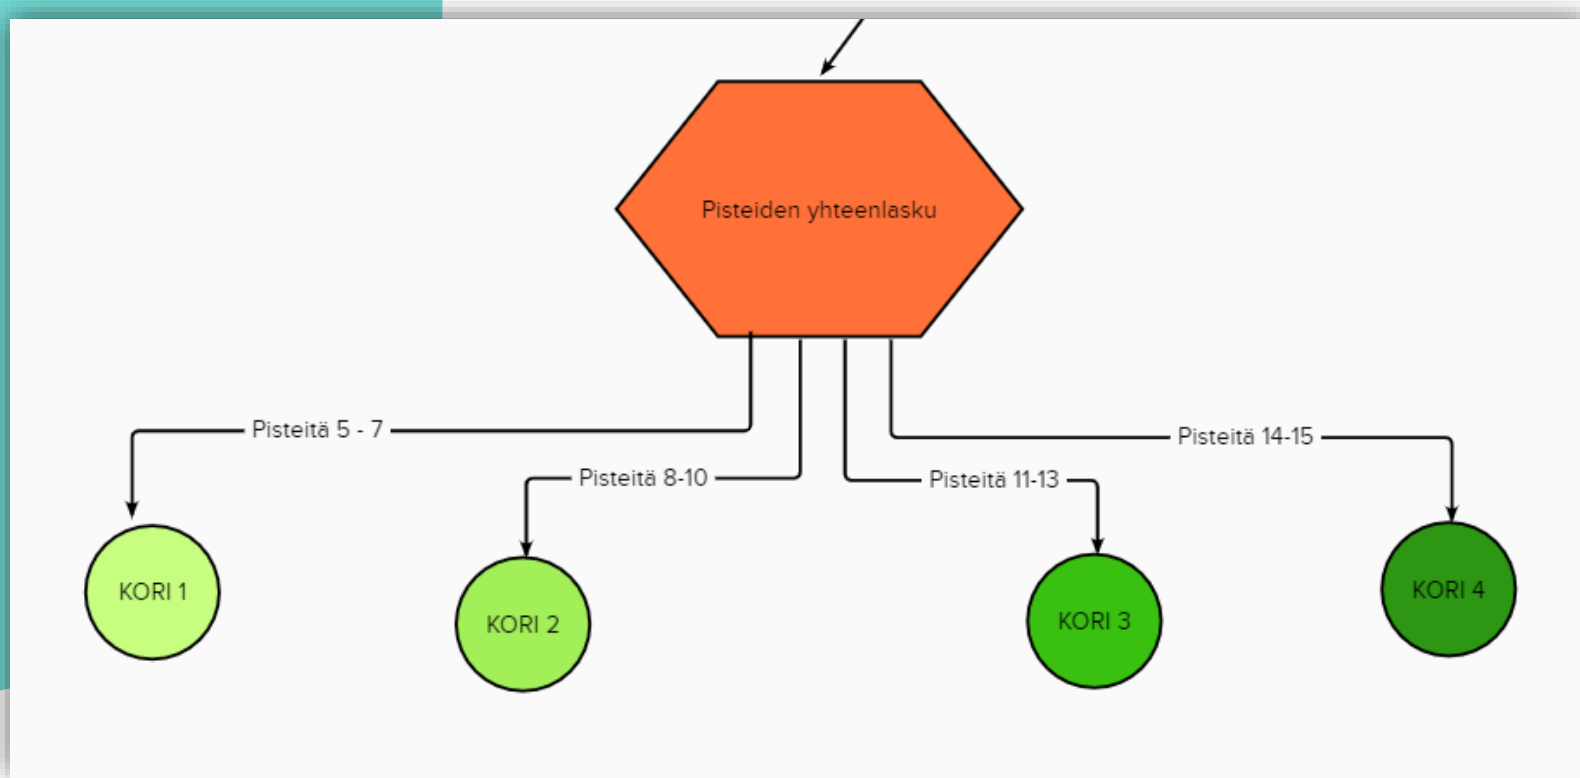 Pisteiden yhteenlasku
Pisteitä 5 - 7
Pisteitä 14-15
Pisteitä 8-10
Pisteitä 11-13
KORI 1
KORI 2
KORI 3
KORI 4